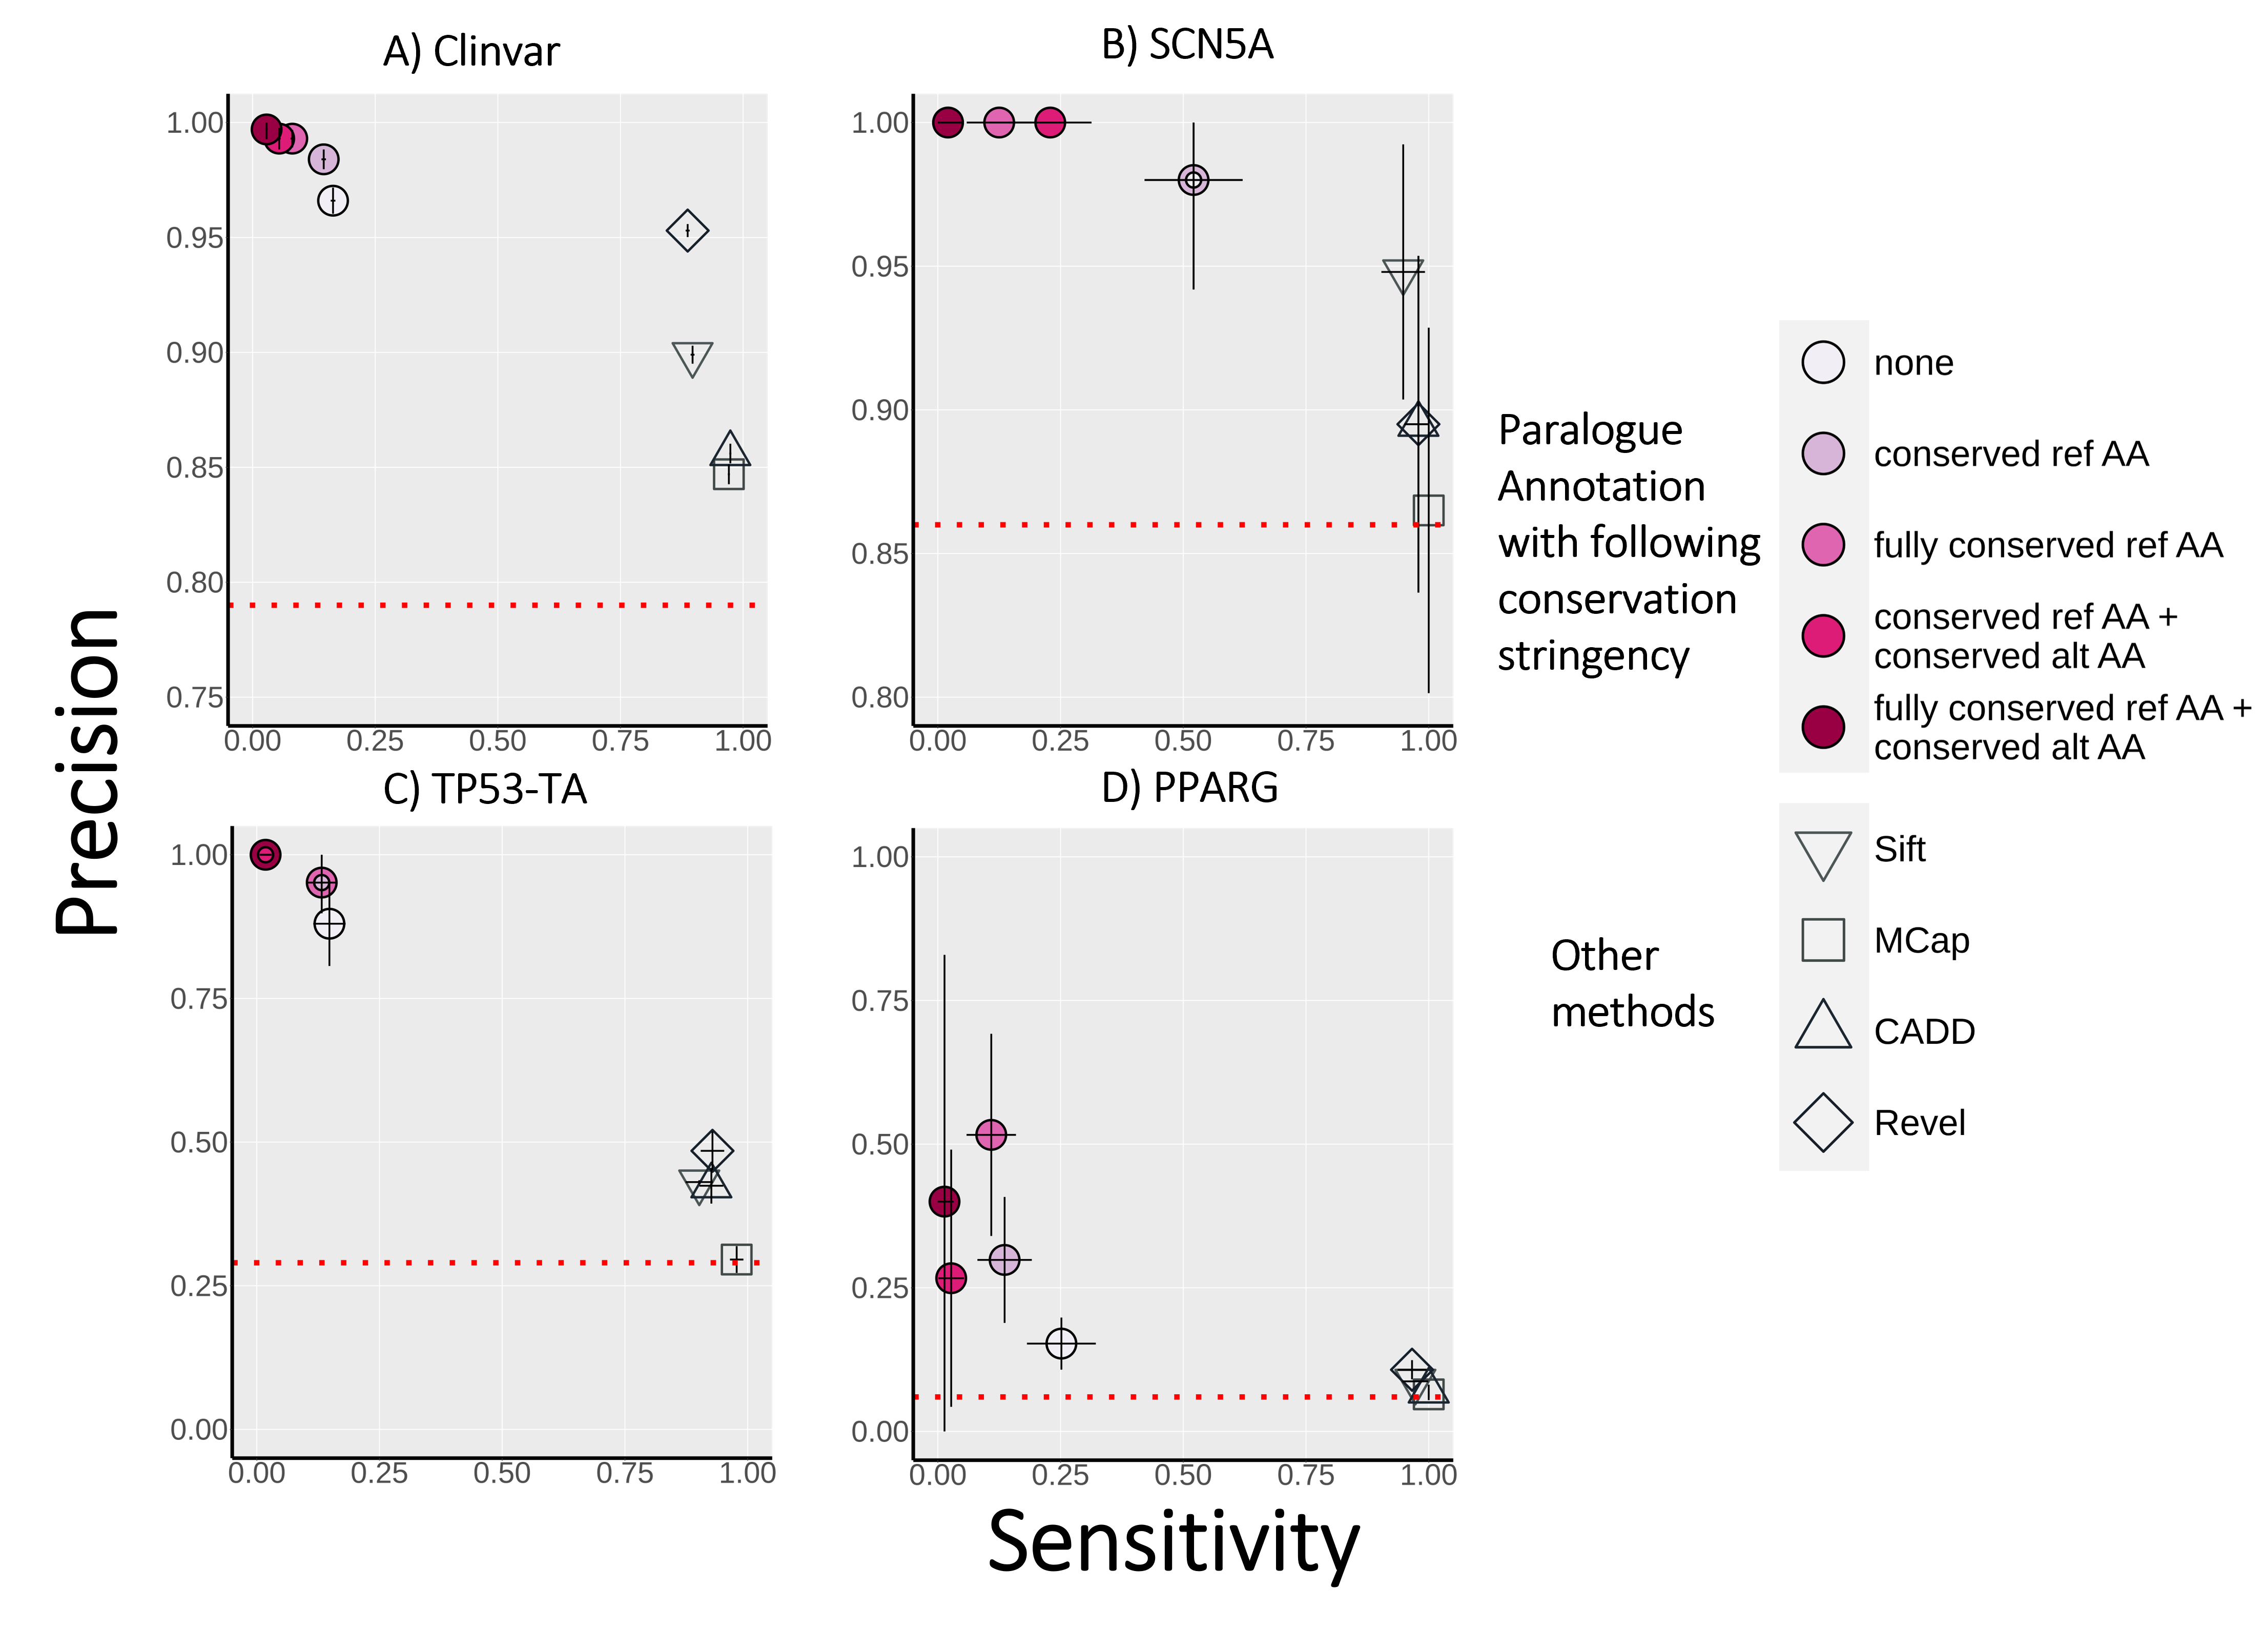 A) Clinvar
B) SCN5A
1.00
0.95
0.90
0.85
0.80
0.75
0.00 0.25 0.50 0.75 1.00
1.00
0.95
0.90
0.85
0.80
0.00 0.25 0.50 0.75 1.00
C) TP53-TA
D) PPARG
1.00
0.75
0.50
0.25
0.00
0.00 0.25 0.50 0.75 1.00
1.00
0.75
0.50
0.25
0.00
0.00 0.25 0.50 0.75 1.00
Precision
Sensitivity
Paralogue
Annotation
with following
conservation
stringency
none
conserved ref AA
fully conserved ref AA
conserved ref AA +
conserved alt AA
fully conserved ref AA +
conserved alt AA
Other
methods
Sift
MCap
CADD
Revel